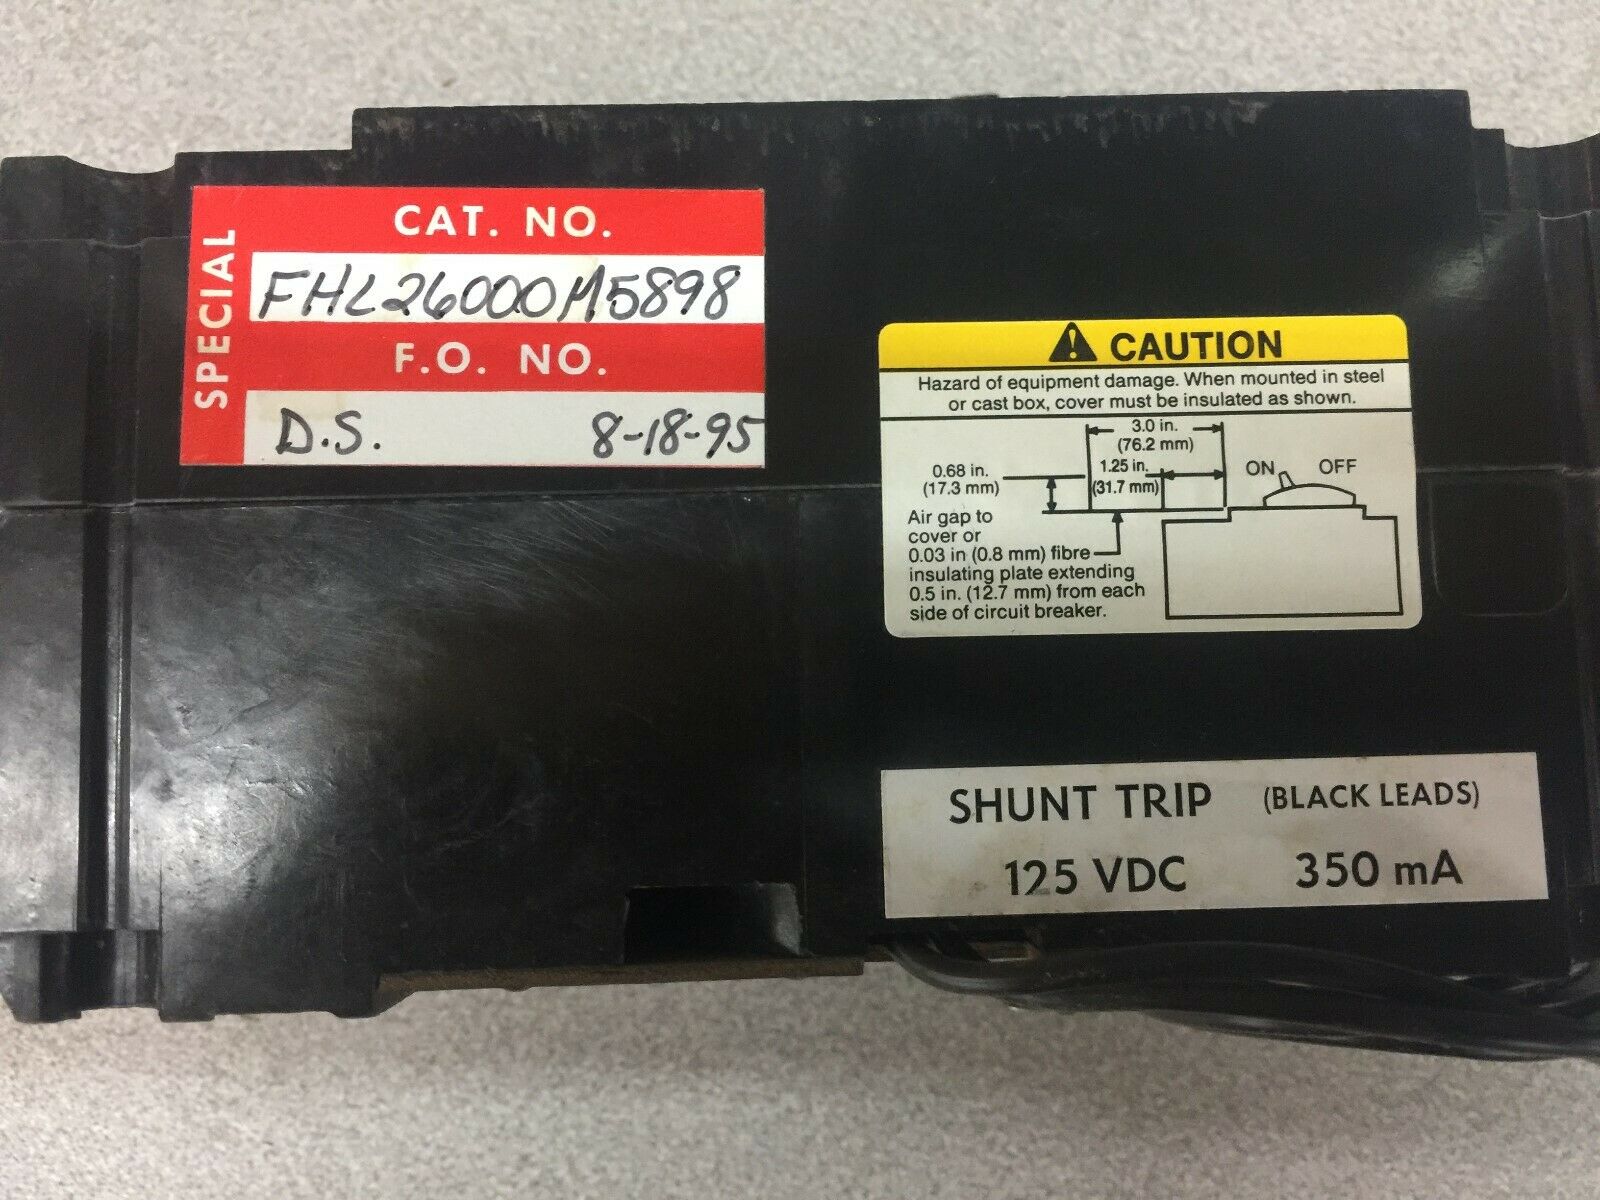 SPECIAL
CAT. NO.
FHL26000M5898
F.O. NO.
D.S. 8-18-95
CAUTION
Hazard of equipment damage. When mounted in steel
or cast box, cover must be insulated as shown.
3.0 in.
(76.2 mm)
0.68 in.
(17.3 mm)
1.25 in.
(31.7 mm)
ON OFF
Air gap to
cover or
0.03 in (0.8 mm) fibre
insulating plate extending
0.5 in. (12.7 mm) from each
side of circuit breaker.
SHUNT TRIP (BLACK LEADS)
125 VDC 350 mA